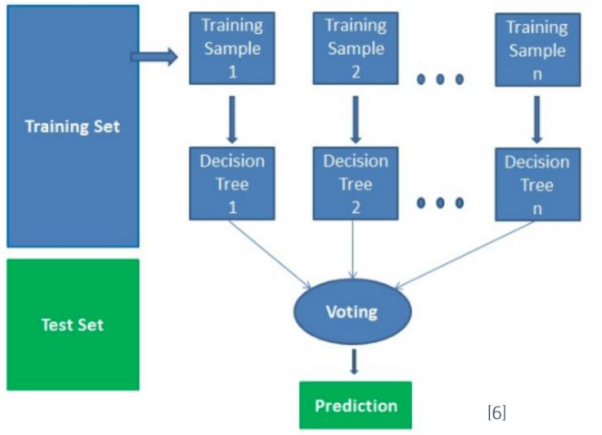 Training Set
Training
Sample
1
Training
Sample
2
Training
Sample
n
Decision
Tree
1
Decision
Tree
2
Decision
Tree
n
Test Set
Voting
Prediction
[6]